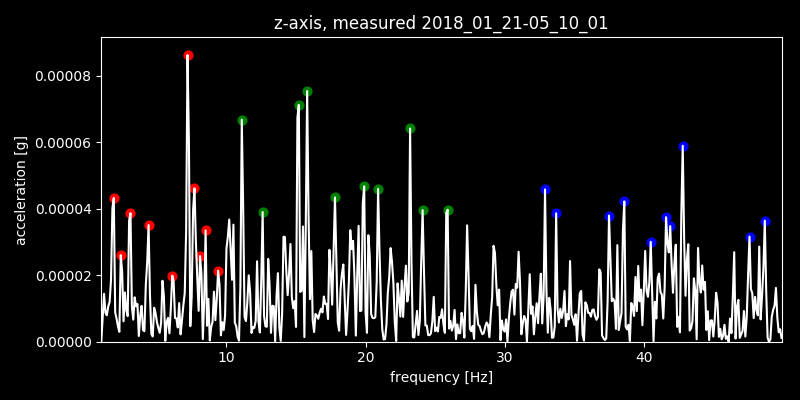 z-axis, measured 2018_01_21-05_10_01
0.00008
0.00006
0.00004
0.00002
0.00000
acceleration [g]
10 20 30 40
frequency [Hz]